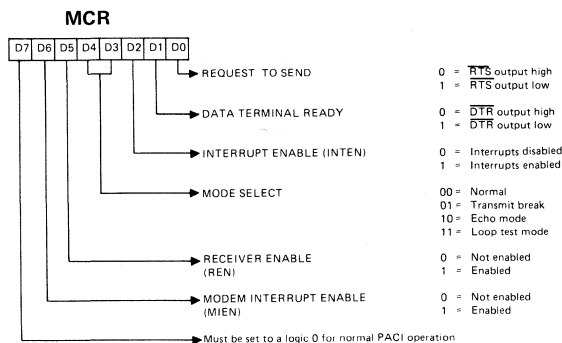 MCR
D7 D6 D5 D4 D3 D2 D1 D0
REQUEST TO SEND 0 = R̅T̅S̅ output high
1 = R̅T̅S̅ output low
DATA TERMINAL READY 0 = D̅T̅R̅ output high
1 = D̅T̅R̅ output low
INTERRUPT ENABLE (INTEN) 0 = Interrupts disabled
1 = Interrupts enabled
MODE SELECT 00 = Normal
01 = Transmit break
10 = Echo mode
11 = Loop test mode
RECEIVER ENABLE 0 = Not enabled
(REN) 1 = Enabled
MODEM INTERRUPT ENABLE 0 = Not enabled
(MIEN) 1 = Enabled
Must be set to a logic 0 for normal PACI operation